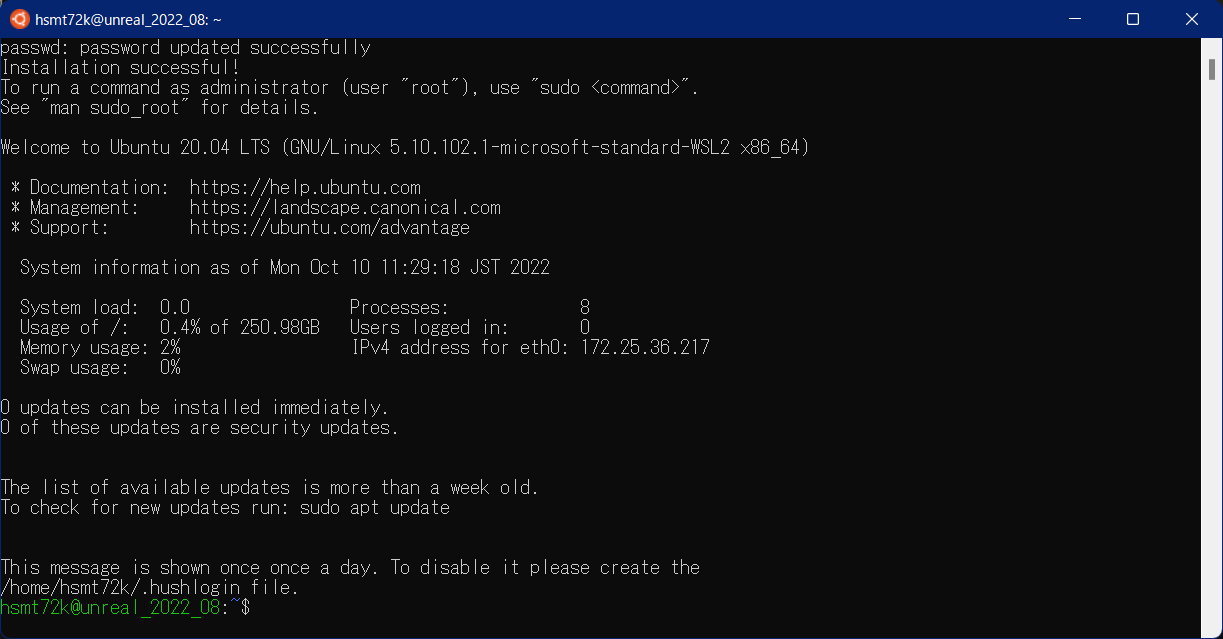 hsmt72k@unreal_2022_08: ~
passwd: password updated successfully
Installation successful!
To run a command as administrator (user "root"), use "sudo <command>".
See "man sudo_root" for details.
Welcome to Ubuntu 20.04 LTS (GNU/Linux 5.10.102.1-microsoft-standard-WSL2 x86_64)
* Documentation:  https://help.ubuntu.com
* Management:     https://landscape.canonical.com
* Support:        https://ubuntu.com/advantage
System information as of Mon Oct 10 11:29:18 JST 2022
System load:  0.0                Processes:             8
Usage of /:   0.4% of 250.98GB   Users logged in:       0
Memory usage: 2%                 IPv4 address for eth0: 172.25.36.217
Swap usage:   0%
0 updates can be installed immediately.
0 of these updates are security updates.
The list of available updates is more than a week old.
To check for new updates run: sudo apt update
This message is shown once once a day. To disable it please create the
/home/hsmt72k/.hushlogin file.
hsmt72k@unreal_2022_08:~$